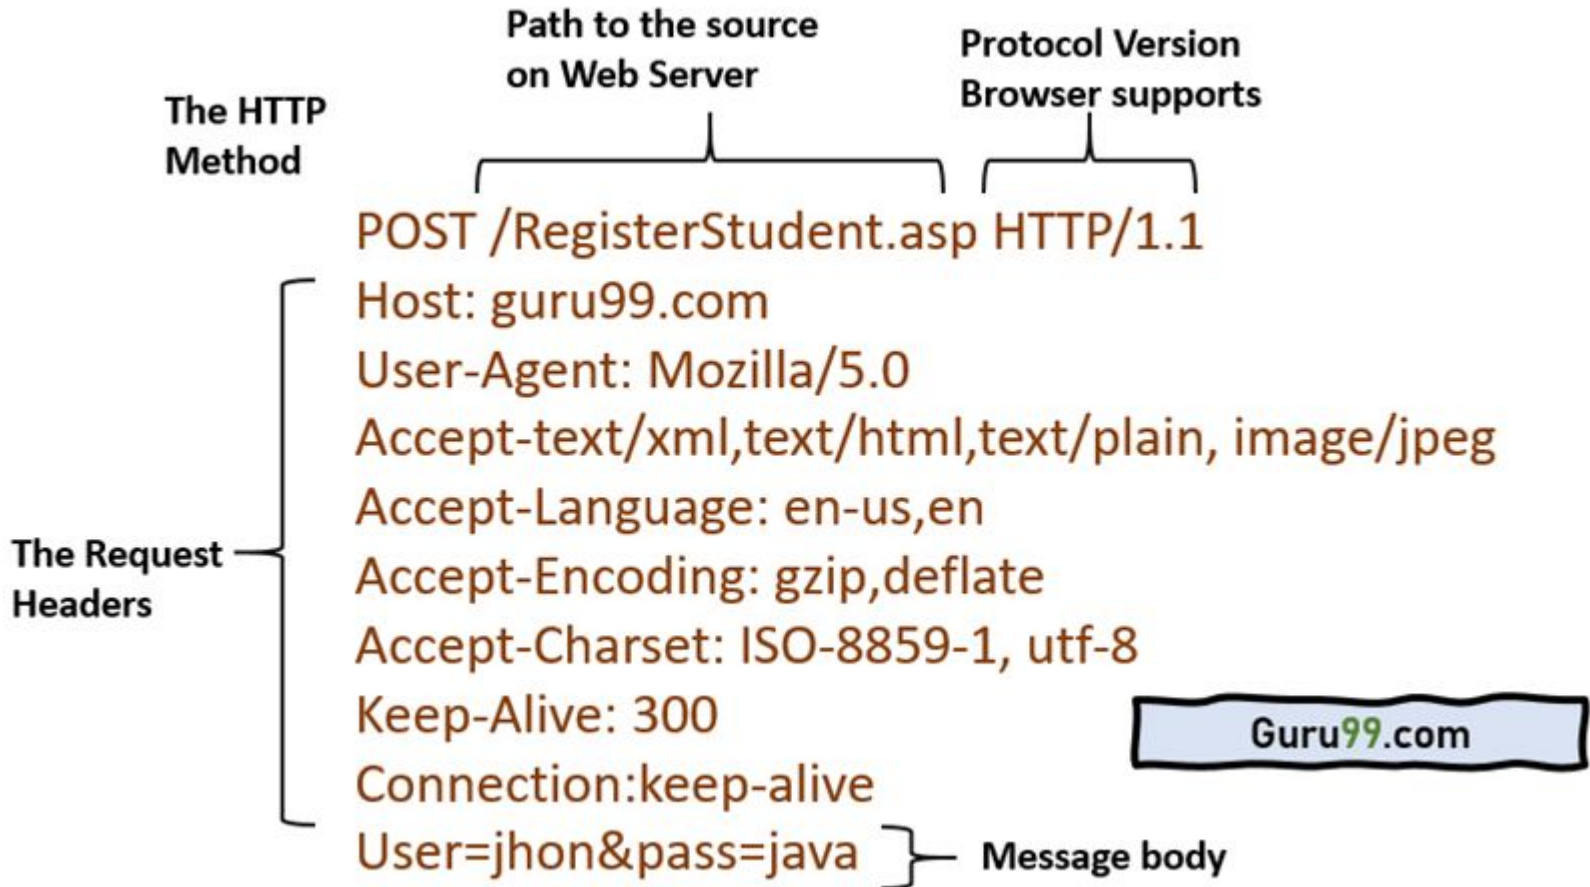 Path to the source
on Web Server
Protocol Version
Browser supports
The HTTP
Method
POST /RegisterStudent.asp HTTP/1.1
Host: guru99.com
User-Agent: Mozilla/5.0
Accept-text/xml,text/html,text/plain, image/jpeg
Accept-Language: en-us,en
The Request
Headers
Accept-Encoding: gzip,deflate
Accept-Charset: ISO-8859-1, utf-8
Keep-Alive: 300
Guru99.com
Connection:keep-alive
User=jhon&pass=java
Message body